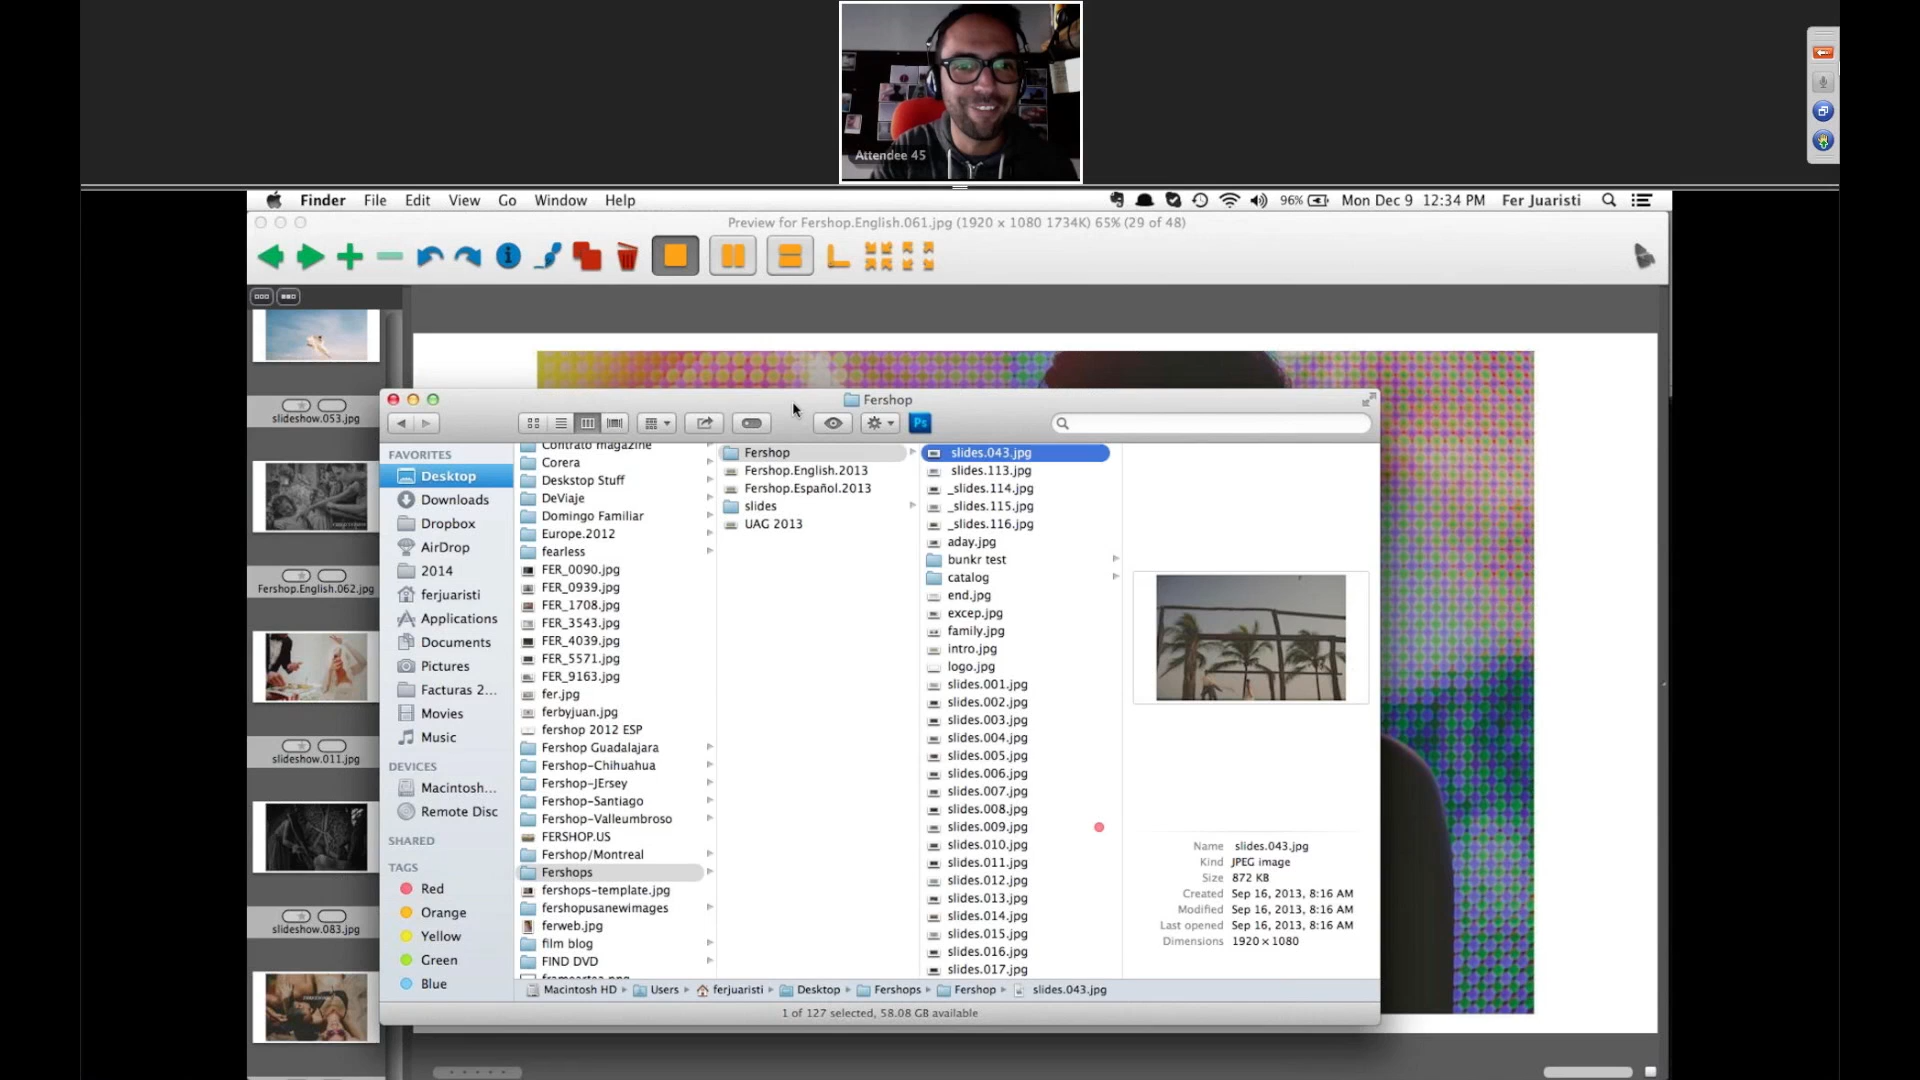 Attendee 45
Finder File Edit View Go Window Help 96% Mon Dec 9 12:34 PM Fer Juaristi
Preview for Fershop.English.061.jpg (1920 x 1080 1734K) 65% (29 of 48)
slideshow.053.jpg
Fershop.English.062.jpg
slideshow.011.jpg
slideshow.083.jpg
Fershop
Ps
FAVORITES
Desktop
Downloads
Dropbox
AirDrop
2014
ferjuaristi
Applications
Documents
Pictures
Facturas 2...
Movies
Music
DEVICES
Macintosh...
Remote Disc
SHARED
TAGS
Red
Orange
Yellow
Green
Blue
Contrato magazine
Corera
Deskstop Stuff
DeViaje
Domingo Familiar
Europe.2012
fearless
FER_0090.jpg
FER_0939.jpg
FER_1708.jpg
FER_3543.jpg
FER_4039.jpg
FER_5571.jpg
FER_9163.jpg
fer.jpg
ferbyjuan.jpg
fershop 2012 ESP
Fershop Guadalajara
Fershop-Chihuahua
Fershop-JErsey
Fershop-Santiago
Fershop-Valleumbroso
FERSHOP.US
Fershop/Montreal
Fershops
fershops-template.jpg
fershopusanewimages
ferweb.jpg
film blog
FIND DVD
Fershop
Fershop.English.2013
Fershop.Español.2013
slides
UAG 2013
slides.043.jpg
slides.113.jpg
_slides.114.jpg
_slides.115.jpg
_slides.116.jpg
aday.jpg
bunkr test
catalog
end.jpg
excep.jpg
family.jpg
intro.jpg
logo.jpg
slides.001.jpg
slides.002.jpg
slides.003.jpg
slides.004.jpg
slides.005.jpg
slides.006.jpg
slides.007.jpg
slides.008.jpg
slides.009.jpg
slides.010.jpg
slides.011.jpg
slides.012.jpg
slides.013.jpg
slides.014.jpg
slides.015.jpg
slides.016.jpg
slides.017.jpg
Name slides.043.jpg
Kind JPEG image
Size 872 KB
Created Sep 16, 2013, 8:16 AM
Modified Sep 16, 2013, 8:16 AM
Last opened Sep 16, 2013, 8:16 AM
Dimensions 1920 × 1080
Macintosh HD Users ferjuaristi Desktop Fershops Fershop slides.043.jpg
1 of 127 selected, 58.08 GB available